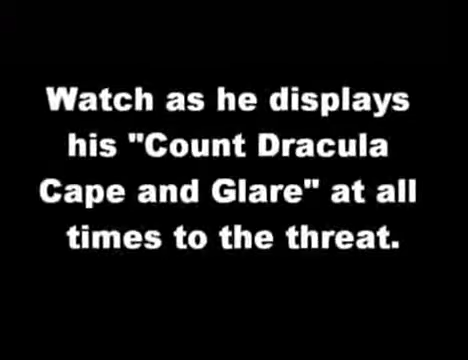 Watch as he displays
his "Count Dracula
Cape and Glare" at all
times to the threat.